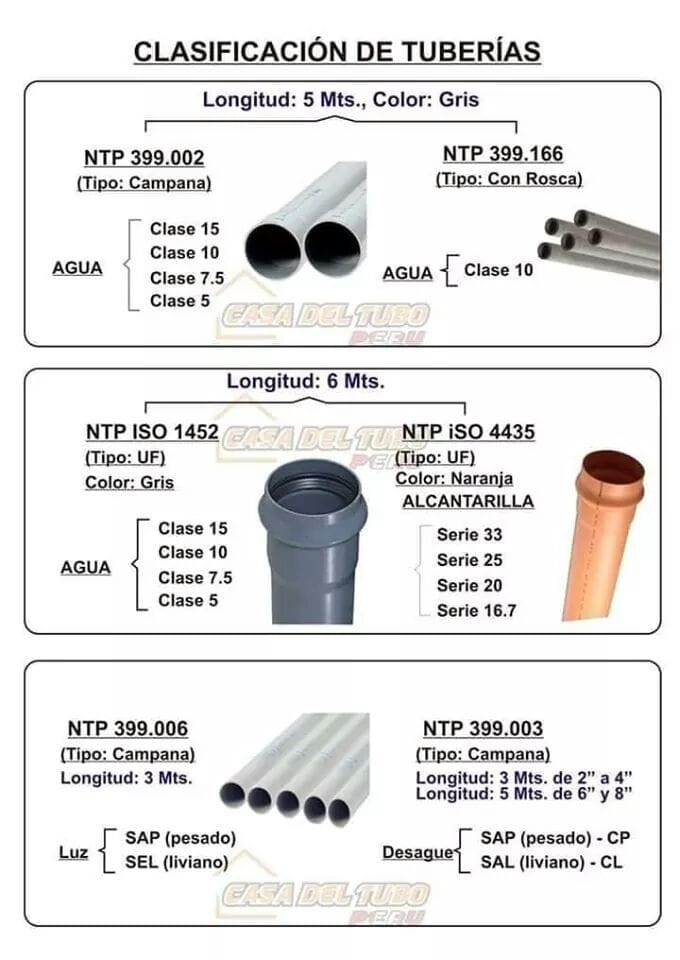 CLASIFICACIÓN DE TUBERÍAS
Longitud: 5 Mts., Color: Gris
NTP 399.002
(Tipo: Campana)
AGUA
Clase 15
Clase 10
Clase 7.5
Clase 5
NTP 399.166
(Tipo: Con Rosca)
AGUA
Clase 10
CASA DEL TUBO
PERU
Longitud: 6 Mts.
CASA DEL TUBO
PERU
NTP ISO 1452
(Tipo: UF)
Color: Gris
AGUA
Clase 15
Clase 10
Clase 7.5
Clase 5
NTP iSO 4435
(Tipo: UF)
Color: Naranja
ALCANTARILLA
Serie 33
Serie 25
Serie 20
Serie 16.7
NTP 399.006
(Tipo: Campana)
Longitud: 3 Mts.
Luz
SAP (pesado)
SEL (liviano)
NTP 399.003
(Tipo: Campana)
Longitud: 3 Mts. de 2” a 4”
Longitud: 5 Mts. de 6” y 8”
Desague
SAP (pesado) - CP
SAL (liviano) - CL
CASA DEL TUBO
PERU